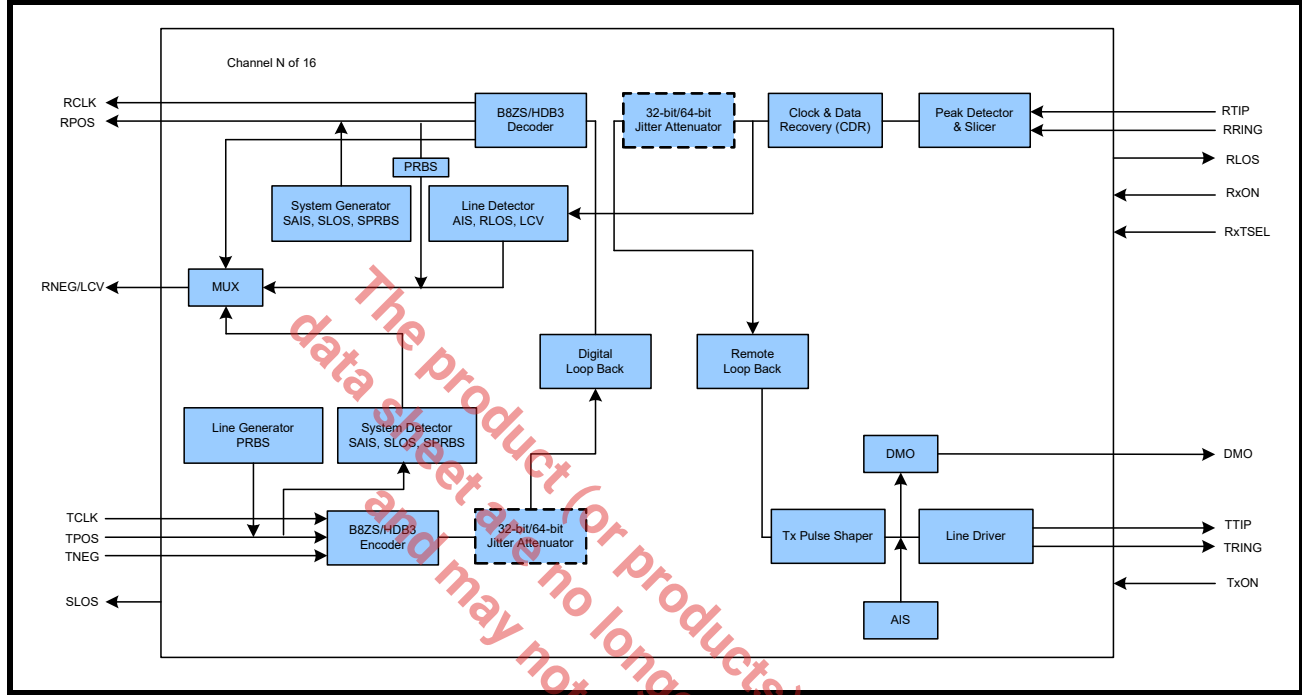 Channel N of 16
RCLK
RPOS
B8ZS/HDB3
Decoder
32-bit/64-bit
Jitter Attenuator
Clock & Data
Recovery (CDR)
Peak Detector
& Slicer
RTIP
RRING
RLOS
RxON
RxTSEL
PRBS
System Generator
SAIS, SLOS, SPRBS
Line Detector
AIS, RLOS, LCV
RNEG/LCV
MUX
Digital
Loop Back
Remote
Loop Back
Line Generator
PRBS
System Detector
SAIS, SLOS, SPRBS
DMO
DMO
TCLK
TPOS
TNEG
B8ZS/HDB3
Encoder
32-bit/64-bit
Jitter Attenuator
Tx Pulse Shaper
Line Driver
TTIP
TRING
TxON
SLOS
AIS
The product (or products)
data sheet are no longe
and may not